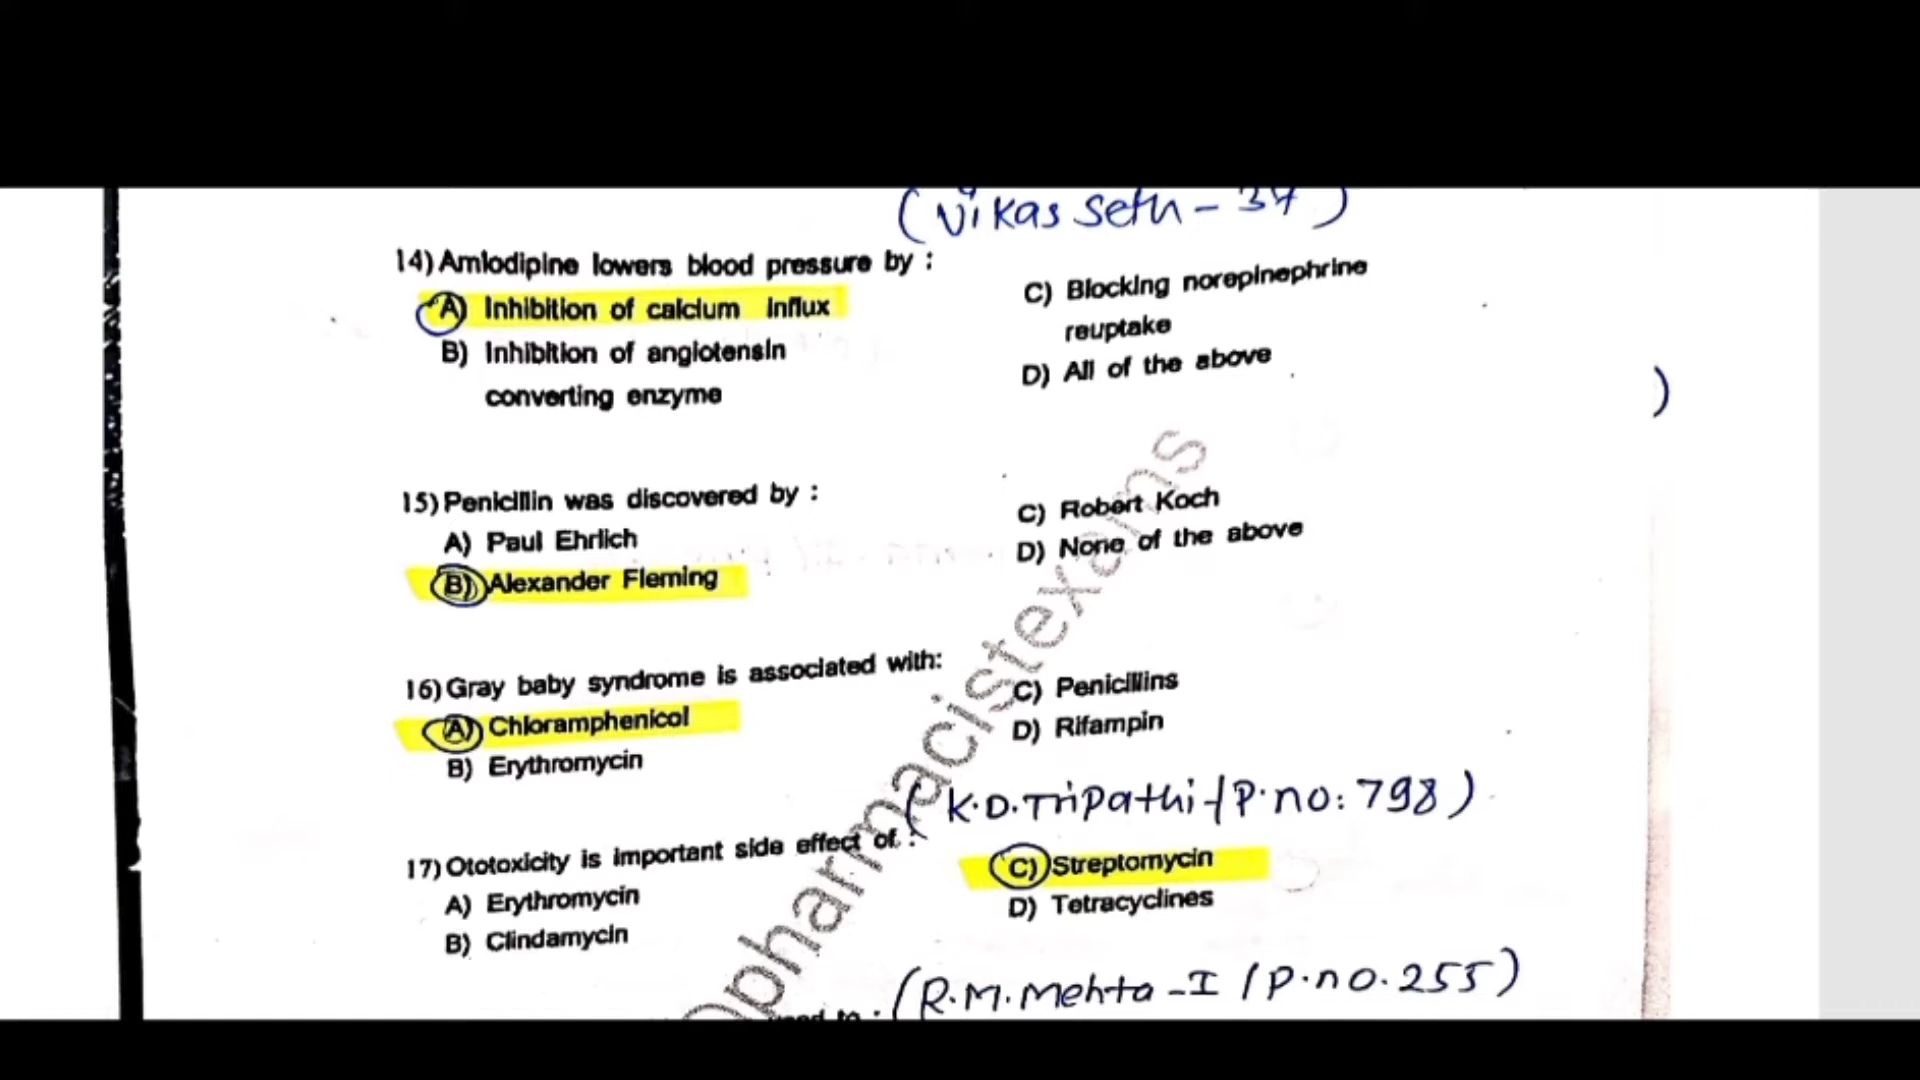 (Vikas Seth - 37)
14) Amlodipine lowers blood pressure by :
A) Inhibition of calcium influx
B) Inhibition of angiotensin
converting enzyme
C) Blocking norepinephrine
reuptake
D) All of the above
)
15) Penicillin was discovered by :
A) Paul Ehrlich
B) Alexander Fleming
C) Robert Koch
D) None of the above
16) Gray baby syndrome is associated with:
A) Chloramphenicol
B) Erythromycin
C) Penicillins
D) Rifampin
(K.D.Tripathi-/P.no: 798)
17) Ototoxicity is important side effect of :
A) Erythromycin
B) Clindamycin
C) Streptomycin
D) Tetracyclines
(R.M.Mehta-I /P.no.255)
to :
pharmacistexams